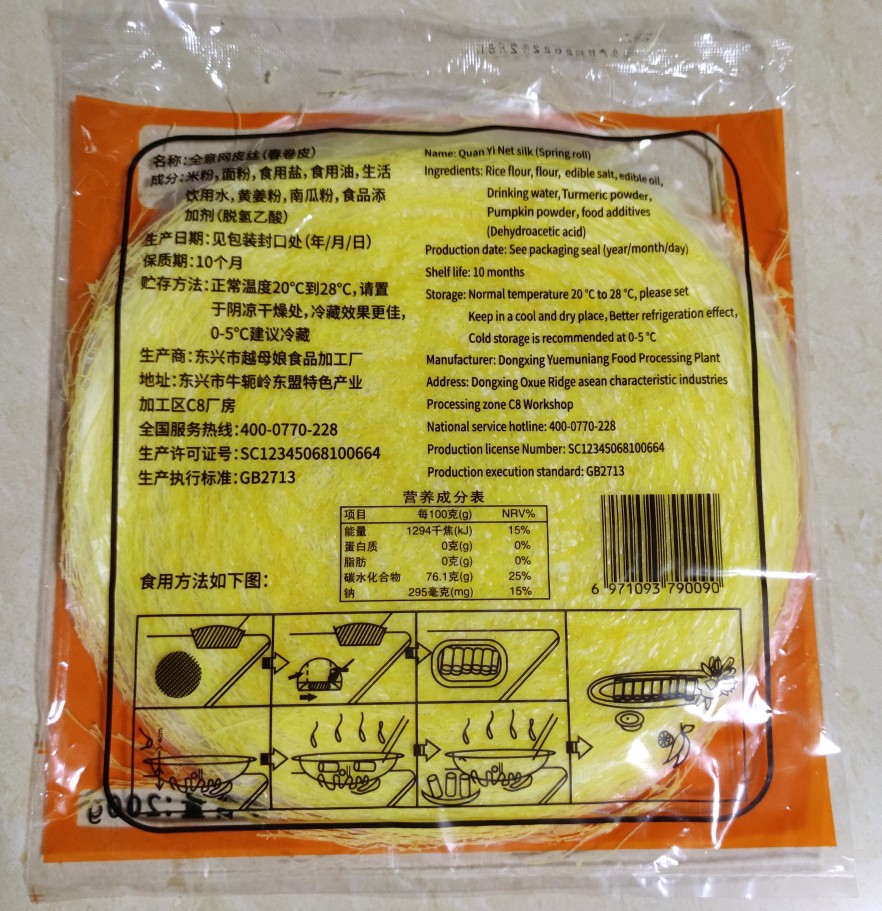 名称：全意网皮丝（春卷皮）
成分：米粉，面粉，食用盐，食用油，生活
饮用水，黄姜粉，南瓜粉，食品添
加剂（脱氢乙酸）
生产日期：见包装封口处（年/月/日）
保质期：10个月
贮存方法：正常温度20℃到28℃，请置
于阴凉干燥处，冷藏效果更佳，
0-5℃建议冷藏
生产商：东兴市越母娘食品加工厂
地址：东兴市牛轭岭东盟特色产业
加工区C8厂房
全国服务热线：400-0770-228
生产许可证号：SC12345068100664
生产执行标准：GB2713
Name: Quan Yi Net silk (Spring roll)
Ingredients: Rice flour, flour, edible salt, edible oil,
Drinking water, Turmeric powder,
Pumpkin powder, food additives
(Dehydroacetic acid)
Production date: See packaging seal (year/month/day)
Shelf life: 10 months
Storage: Normal temperature 20 ℃ to 28 ℃, please set
Keep in a cool and dry place, Better refrigeration effect,
Cold storage is recommended at 0-5 ℃
Manufacturer: Dongxing Yuemuniang Food Processing Plant
Address: Dongxing Oxue Ridge asean characteristic industries
Processing zone C8 Workshop
National service hotline: 400-0770-228
Production license Number: SC12345068100664
Production execution standard: GB2713
营养成分表
项目 每100克(g) NRV%
能量 1294千焦(kJ) 15%
蛋白质 0克(g) 0%
脂肪 0克(g) 0%
碳水化合物 76.1克(g) 25%
钠 295毫克(mg) 15%
6 971093 790090
食用方法如下图：
oil
oil
oil
200g